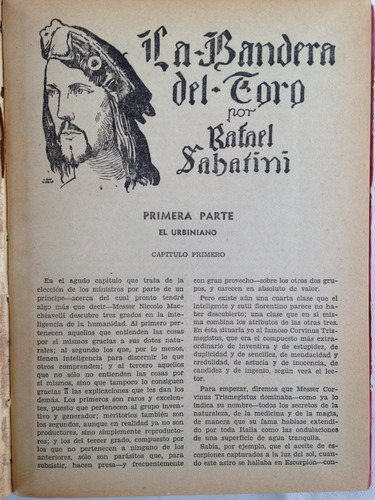 La Bandera
del Toro
por
Rafael
Sabatini
PRIMERA PARTE
EL URBINIANO
CAPITULO PRIMERO
En el agudo capítulo que trata de la
elección de los ministros por parte de un
príncipe—acerca del cual pronto tendré
algo más que decir—Messer Niccolo Mac-
chiavelli descubre tres grados en la inte-
ligencia de la humanidad. Al primero per-
tenecen aquellos que entienden las cosas
por sí mismos gracias a sus dotes natu-
rales; al segundo los que, por lo menos,
tienen inteligencia para discernir lo que
otros comprenden; y al tercero aquellos
que no sólo no entienden las cosas por
sí mismos, sino que tampoco lo consiguen
gracias a las explicaciones que les dan los
demás. Los primeros son raros y excelen-
tes, puesto que pertenecen al grupo inven-
tivo y generador; meritorios también son
los segundos, aunque en realidad ya no son
productores, sino simplemente reproducto-
res; y los del tercer grado, compuesto por
los que no pertenecen a ninguno de los
anteriores, sólo son parásitos que, para
subsistir, hacen presa—y frecuentemente
con gran provecho—sobre los otros dos gru-
pos, y carecen en absoluto de valor.
Pero existe aún una cuarta clase que el
inteligente y sutil florentino parece no ha-
ber descubierto; una clase que en sí mis-
ma combina los atributos de las otras tres.
En ésta situaría yo al famoso Corvinus Tris-
megistus, que era el compuesto más extra-
ordinario de inventiva y de estupidez, de
duplicidad y de sencillez, de mendacidad y
credulidad, de astucia y de inocencia, de
candidez y de ingenio, según verá el lec-
tor.
Para empezar, diremos que Messer Cor-
vinus Trismegistus dominaba—como ya lo
indica su nombre—todos los secretos de la
naturaleza, de la medicina y de la magia,
de manera que su fama habíase extendi-
do por toda Italia como las ondulaciones
de una superficie de agua tranquila.
Sabía, por ejemplo, que el aceite de es-
corpiones capturados a la luz del sol, cuan-
do este astro se hallaba en Escorpión—con-